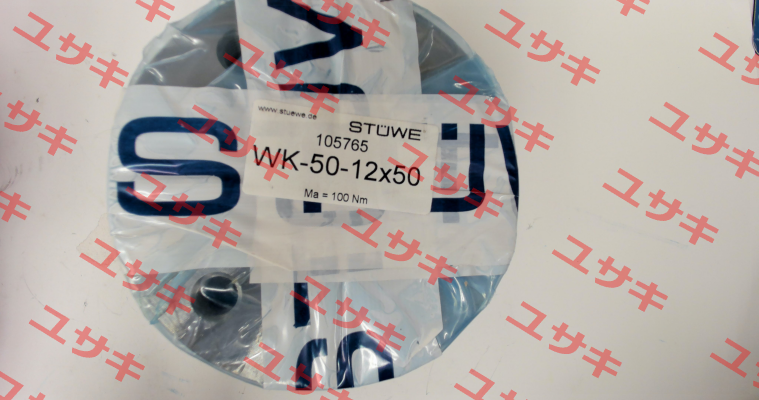 www.stuewe.de
STÜWE
105765
WK-50-12x50
Ma = 100 Nm
ユサキ